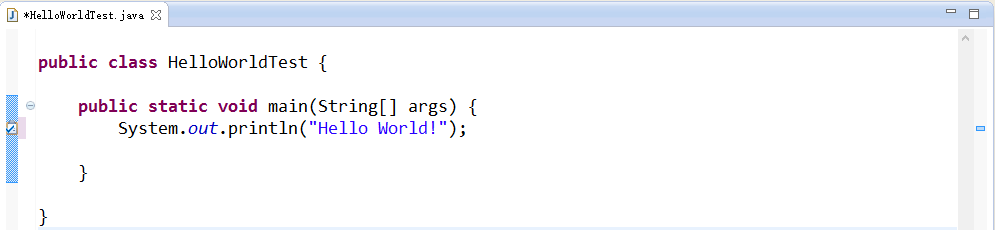 *HelloWorldTest.java
public class HelloWorldTest {
    public static void main(String[] args) {
        System.out.println("Hello World!");
    }
}